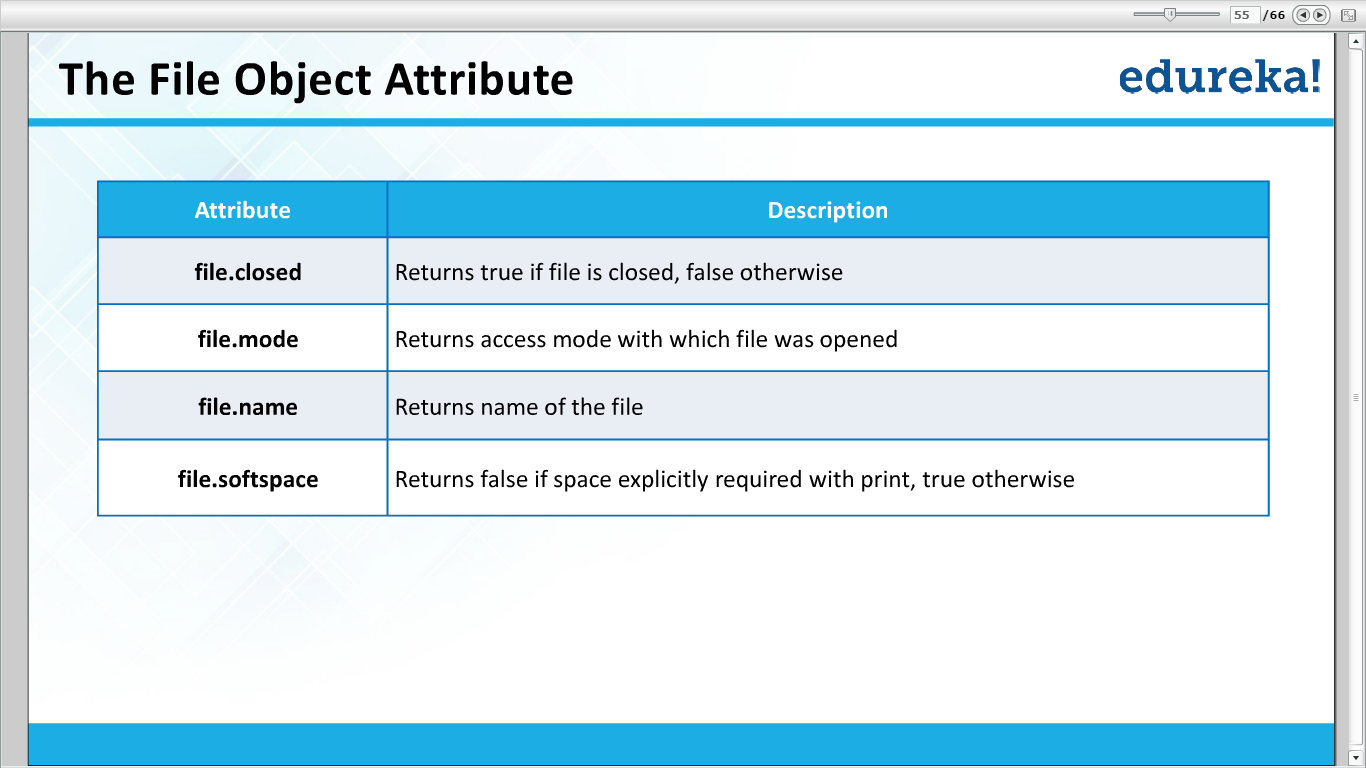 55 /66
The File Object Attribute
edureka!
Attribute Description
file.closed Returns true if file is closed, false otherwise
file.mode Returns access mode with which file was opened
file.name Returns name of the file
file.softspace Returns false if space explicitly required with print, true otherwise